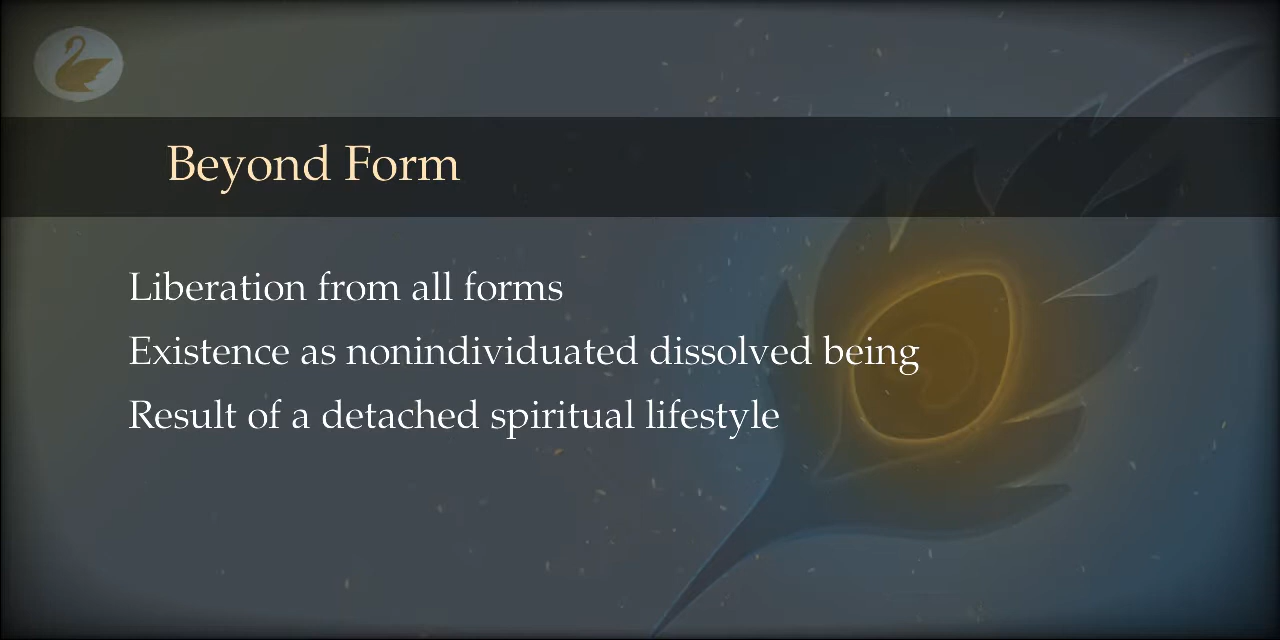 Beyond Form
Liberation from all forms
Existence as nonindividuated dissolved being
Result of a detached spiritual lifestyle